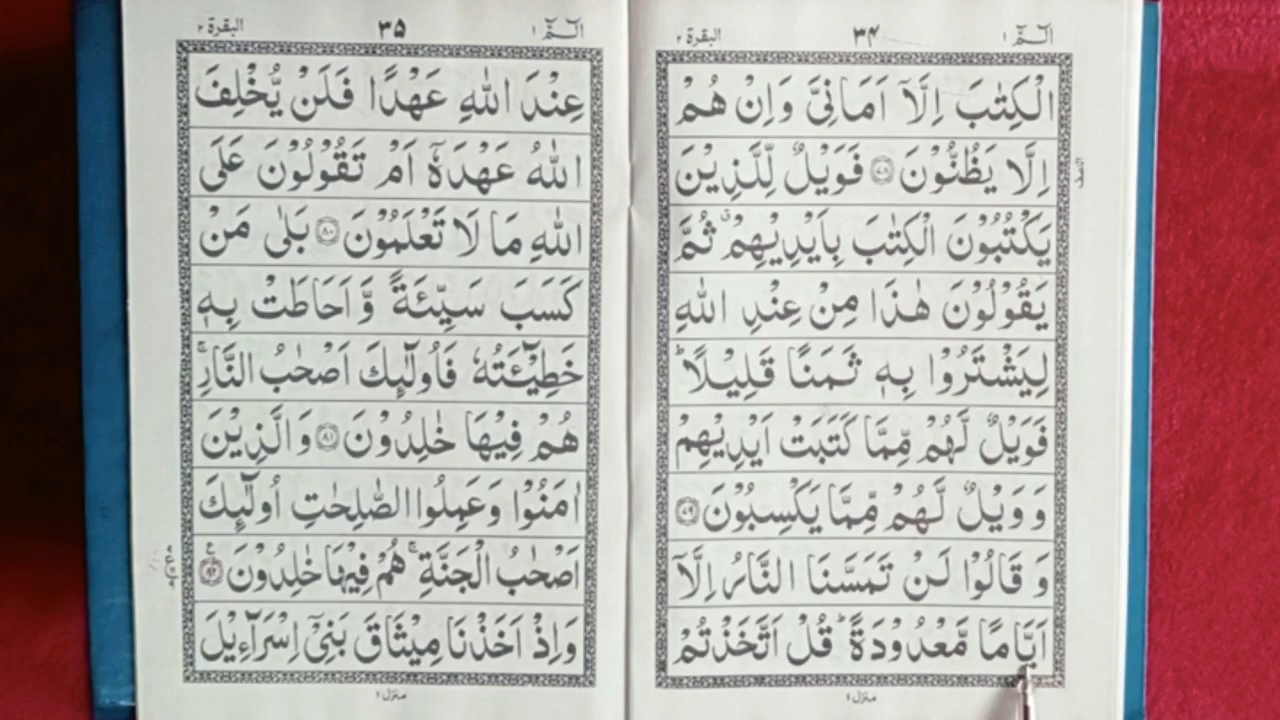 الٓمّٓ ١ ٣٤ البقرة ٢
الْكِتٰبَ اِلَّاۤ اَمَانِیَّ وَاِنْ هُمْ
اِلَّا یَظُنُّوْنَ ﴿٧٨﴾ فَوَیْلٌ لِّلَّذِیْنَ
یَكْتُبُوْنَ الْكِتٰبَ بِاَیْدِیْهِمْ ۗ ثُمَّ
یَقُوْلُوْنَ هٰذَا مِنْ عِنْدِ اللّٰهِ
لِیَشْتَرُوْا بِهٖ ثَمَنًا قَلِیْلًا ؕ
فَوَیْلٌ لَّهُمْ مِّمَّا كَتَبَتْ اَیْدِیْهِمْ
وَ وَیْلٌ لَّهُمْ مِّمَّا یَكْسِبُوْنَ ﴿٧٩﴾
وَ قَالُوْا لَنْ تَمَسَّنَا النَّارُ اِلَّاۤ
اَیَّامًا مَّعْدُوْدَةً ؕ قُلْ اَتَّخَذْتُمْ
منزل ١
الٓمّٓ ١ ٣٥ البقرة ٢
عِنْدَ اللّٰهِ عَهْدًا فَلَنْ یُّخْلِفَ
اللّٰهُ عَهْدَهٗۤ اَمْ تَقُوْلُوْنَ عَلَی
اللّٰهِ مَا لَا تَعْلَمُوْنَ ﴿٨٠﴾ بَلٰی مَنْ
كَسَبَ سَیِّئَةً وَّ اَحَاطَتْ بِهٖ
خَطِیْٓـَٔتُهٗ فَاُولٰٓئِكَ اَصْحٰبُ النَّارِ ۚ
هُمْ فِیْهَا خٰلِدُوْنَ ﴿٨١﴾ وَ الَّذِیْنَ
اٰمَنُوْا وَ عَمِلُوا الصّٰلِحٰتِ اُولٰٓئِكَ
اَصْحٰبُ الْجَنَّةِ ۚ هُمْ فِیْهَا خٰلِدُوْنَ ﴿٨٢﴾
وَ اِذْ اَخَذْنَا مِیْثَاقَ بَنِیْۤ اِسْرَآءِیْلَ
منزل ١